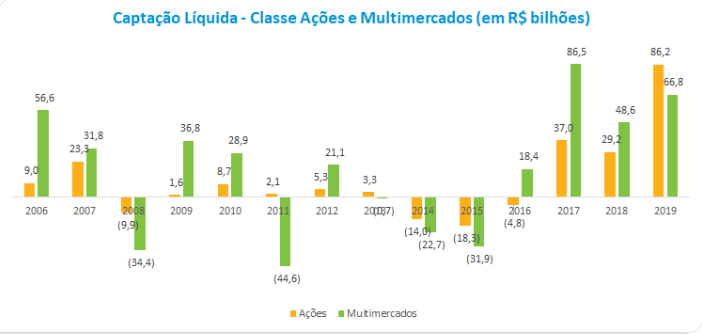 Captação Líquida - Classe Ações e Multimercados (em R$ bilhões)
86,5 86,2
66,8
56,6
48,6
36,8 37,0
31,8 28,9 29,2
23,3 21,1 18,4
9,0 8,7 5,3 3,3
1,6 2,1
2006 2007 2008 2009 2010 2011 2012 2013 2014 2015 2016 2017 2018 2019
(9,9) (14,0) (18,3) (4,8)
(34,4) (22,7) (31,9)
(44,6)
Ações Multimercados